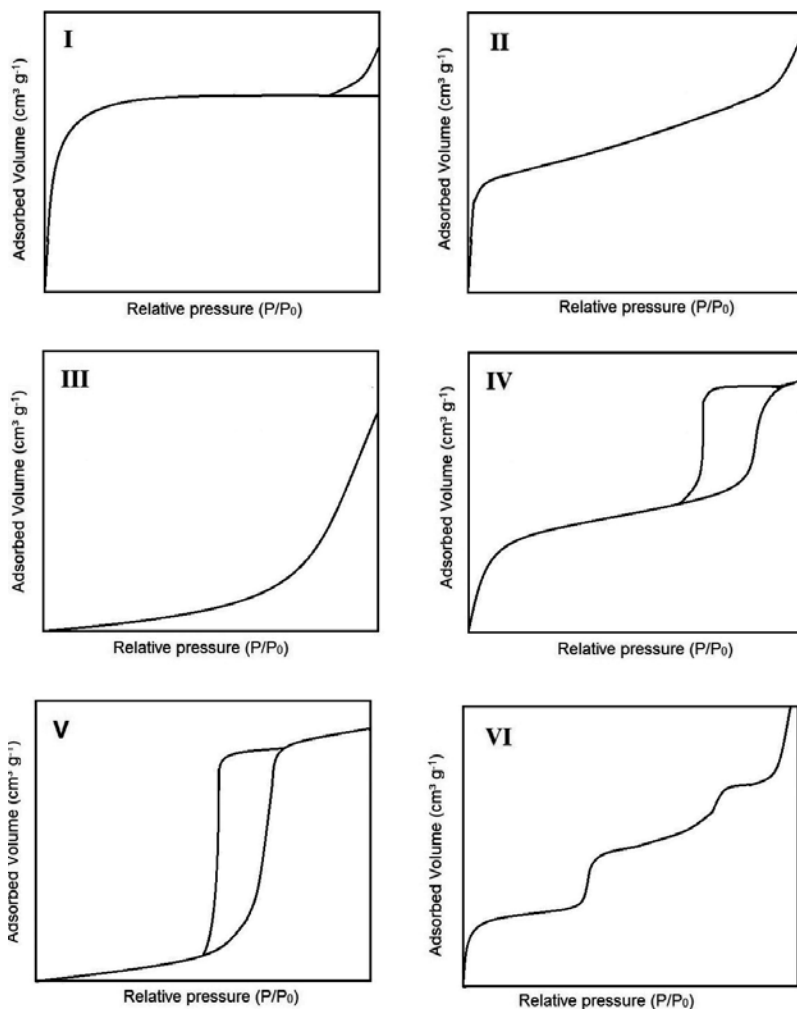 I
Adsorbed Volume (cm³ g⁻¹)
Relative pressure (P/P₀)
II
Adsorbed Volume (cm³ g⁻¹)
Relative pressure (P/P₀)
III
Adsorbed Volume (cm³ g⁻¹)
Relative pressure (P/P₀)
IV
Adsorbed Volume (cm³ g⁻¹)
Relative pressure (P/P₀)
V
Adsorbed Volume (cm³ g⁻¹)
Relative pressure (P/P₀)
VI
Adsorbed Volume (cm³ g⁻¹)
Relative pressure (P/P₀)